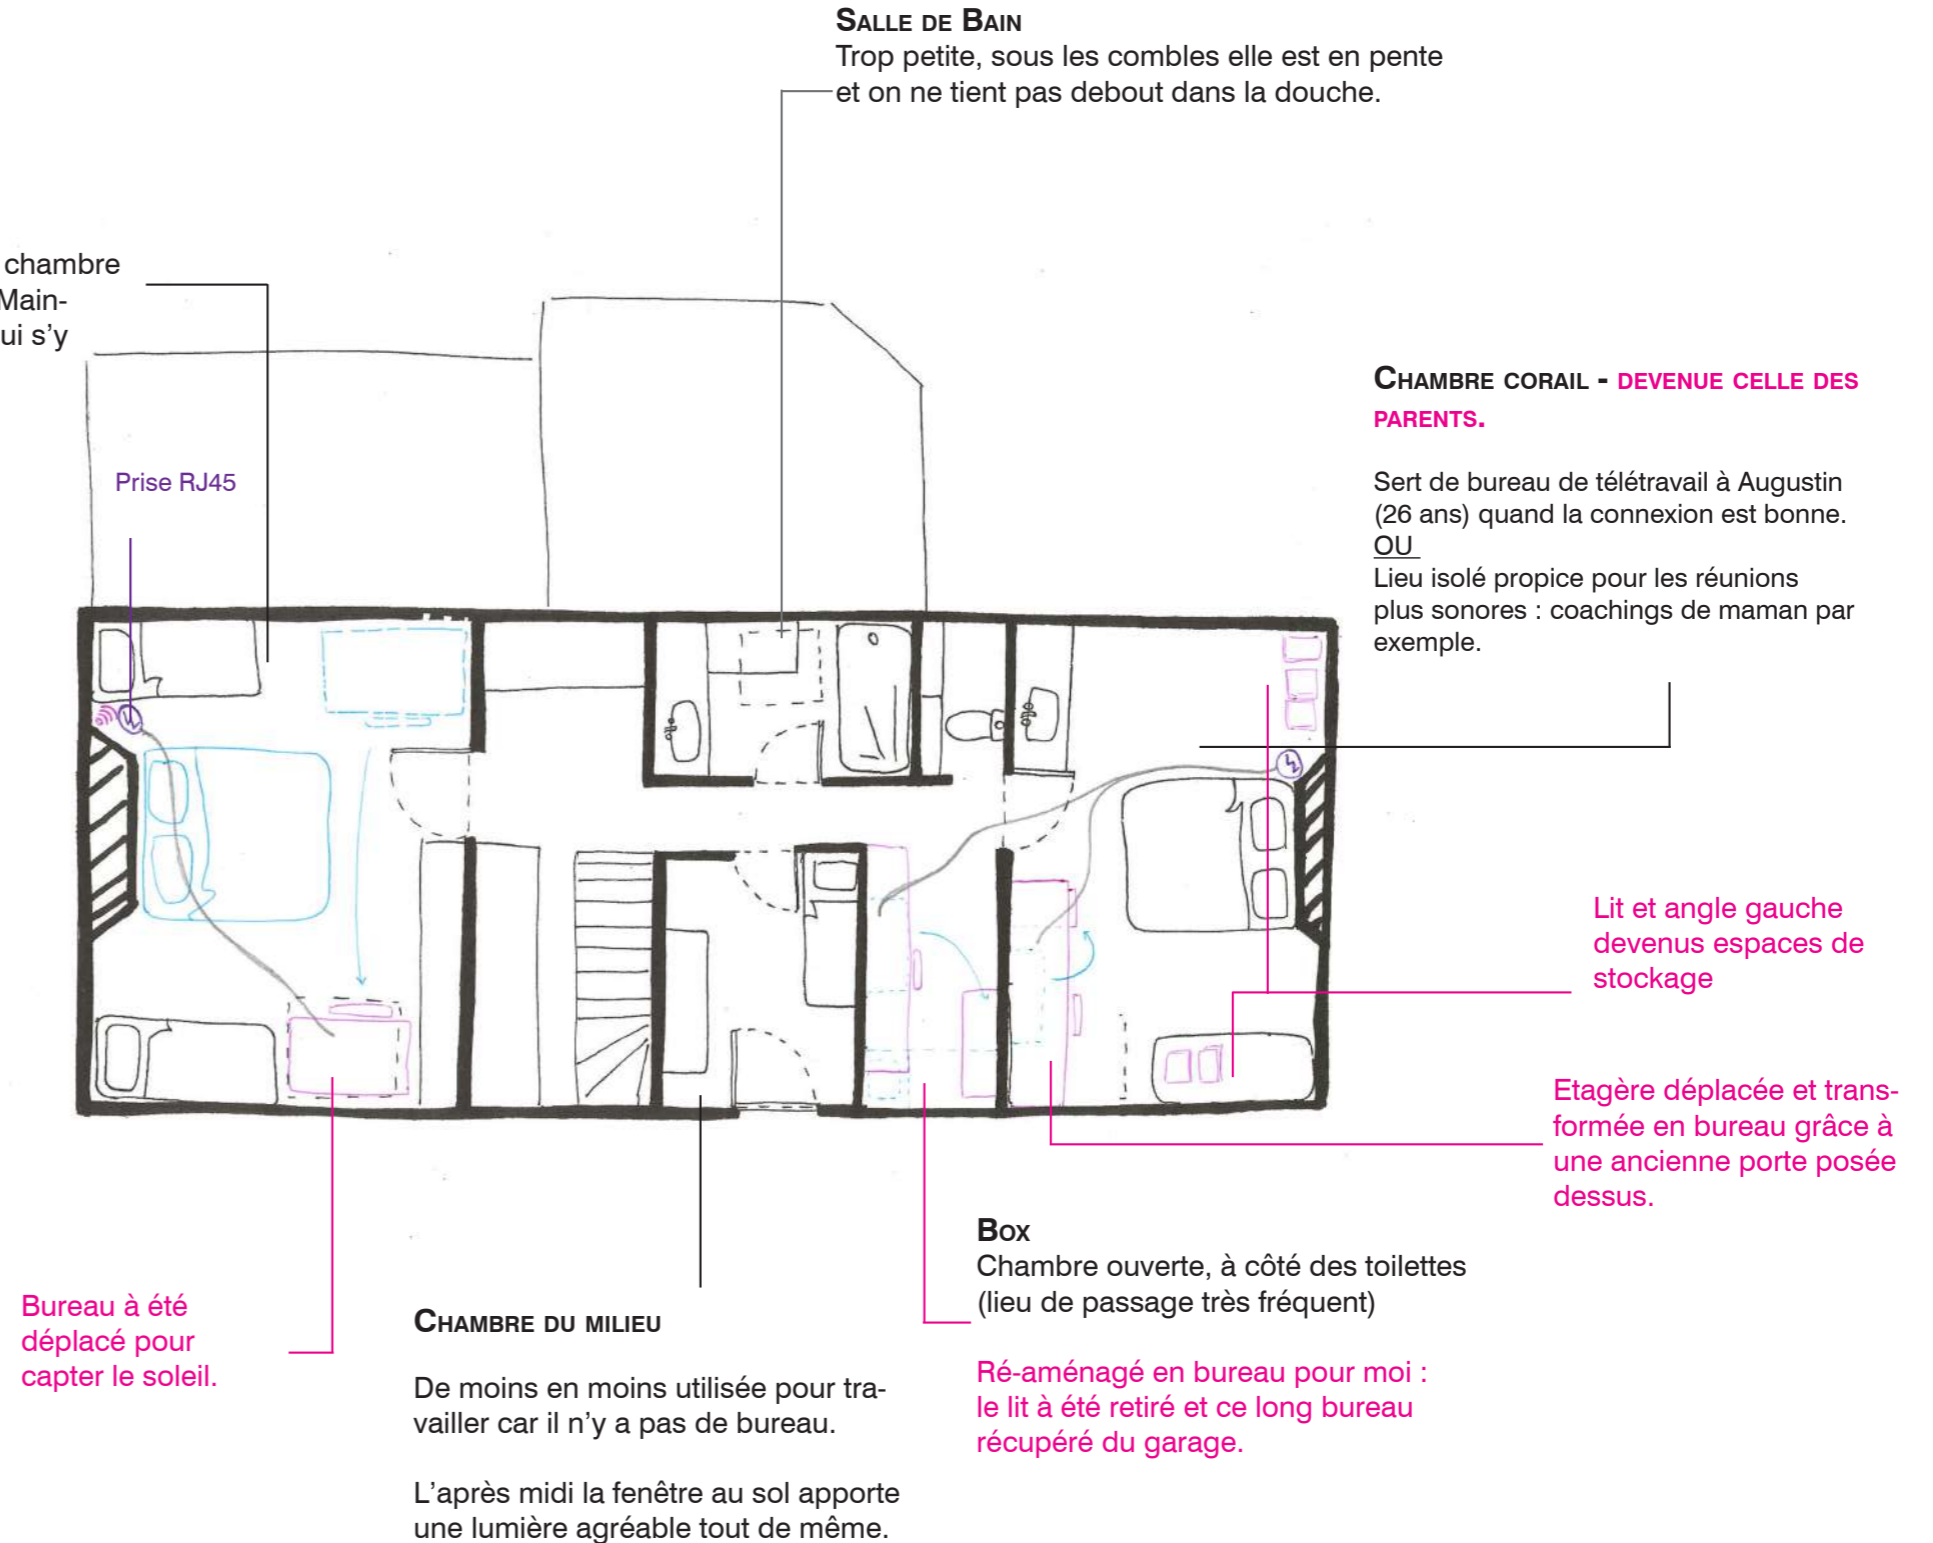 SALLE DE BAIN
Trop petite, sous les combles elle est en pente
et on ne tient pas debout dans la douche.
chambre
Main-
ui s’y
Prise RJ45
CHAMBRE CORAIL - DEVENUE CELLE DES
PARENTS.
Sert de bureau de télétravail à Augustin
(26 ans) quand la connexion est bonne.
OU
Lieu isolé propice pour les réunions
plus sonores : coachings de maman par
exemple.
Lit et angle gauche
devenus espaces de
stockage
Etagère déplacée et trans-
formée en bureau grâce à
une ancienne porte posée
dessus.
BOX
Chambre ouverte, à côté des toilettes
(lieu de passage très fréquent)
Ré-aménagé en bureau pour moi :
le lit à été retiré et ce long bureau
récupéré du garage.
Bureau à été
déplacé pour
capter le soleil.
CHAMBRE DU MILIEU
De moins en moins utilisée pour tra-
vailler car il n’y a pas de bureau.
L’après midi la fenêtre au sol apporte
une lumière agréable tout de même.